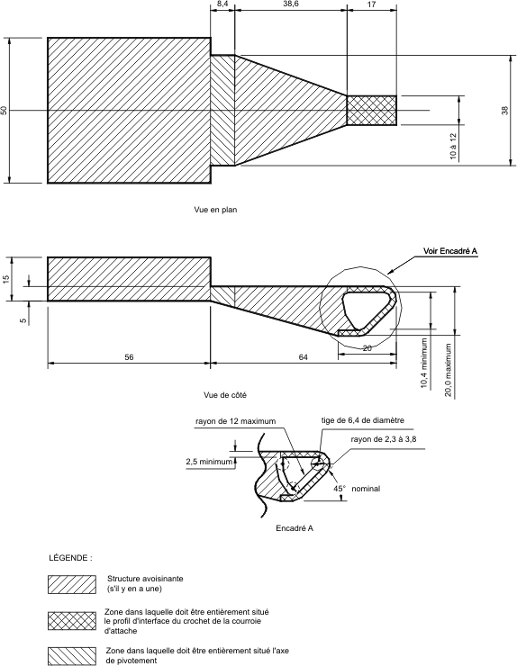 8,4
38,6
17
50
38
10 à 12
Vue en plan
Voir Encadré A
15
5
20
56
64
10,4 minimum
20,0 maximum
Vue de côté
rayon de 12 maximum
tige de 6,4 de diamètre
rayon de 2,3 à 3,8
2,5 minimum
45° nominal
Encadré A
LÉGENDE :
Structure avoisinante
(s'il y en a une)
Zone dans laquelle doit être entièrement situé
le profil d'interface du crochet de la courroie
d'attache
Zone dans laquelle doit être entièrement situé l'axe
de pivotement